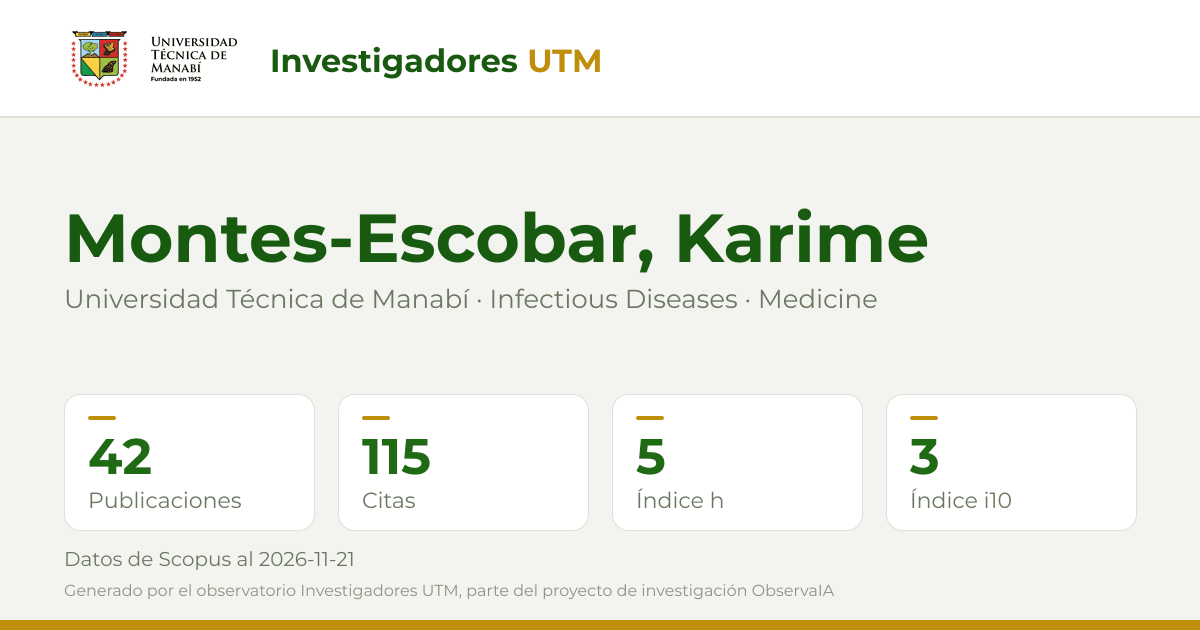 UNIVERSIDAD
TÉCNICA DE
MANABÍ
Fundada en 1952
Investigadores UTM
Montes-Escobar, Karime
Universidad Técnica de Manabí · Infectious Diseases · Medicine
42
Publicaciones
115
Citas
5
Índice h
3
Índice i10
Datos de Scopus al 2026-11-21
Generado por el observatorio Investigadores UTM, parte del proyecto de investigación ObservaIA